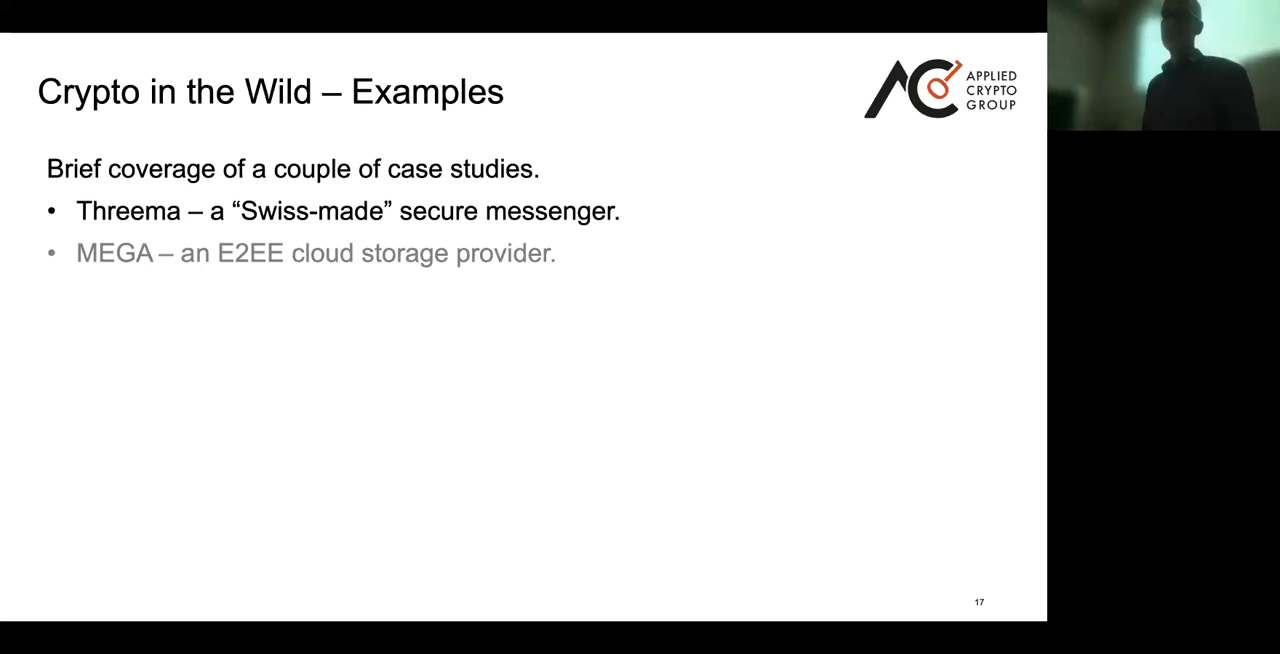 Crypto in the Wild – Examples
APPLIED
CRYPTO
GROUP
Brief coverage of a couple of case studies.
• Threema – a “Swiss-made” secure messenger.
• MEGA – an E2EE cloud storage provider.
17